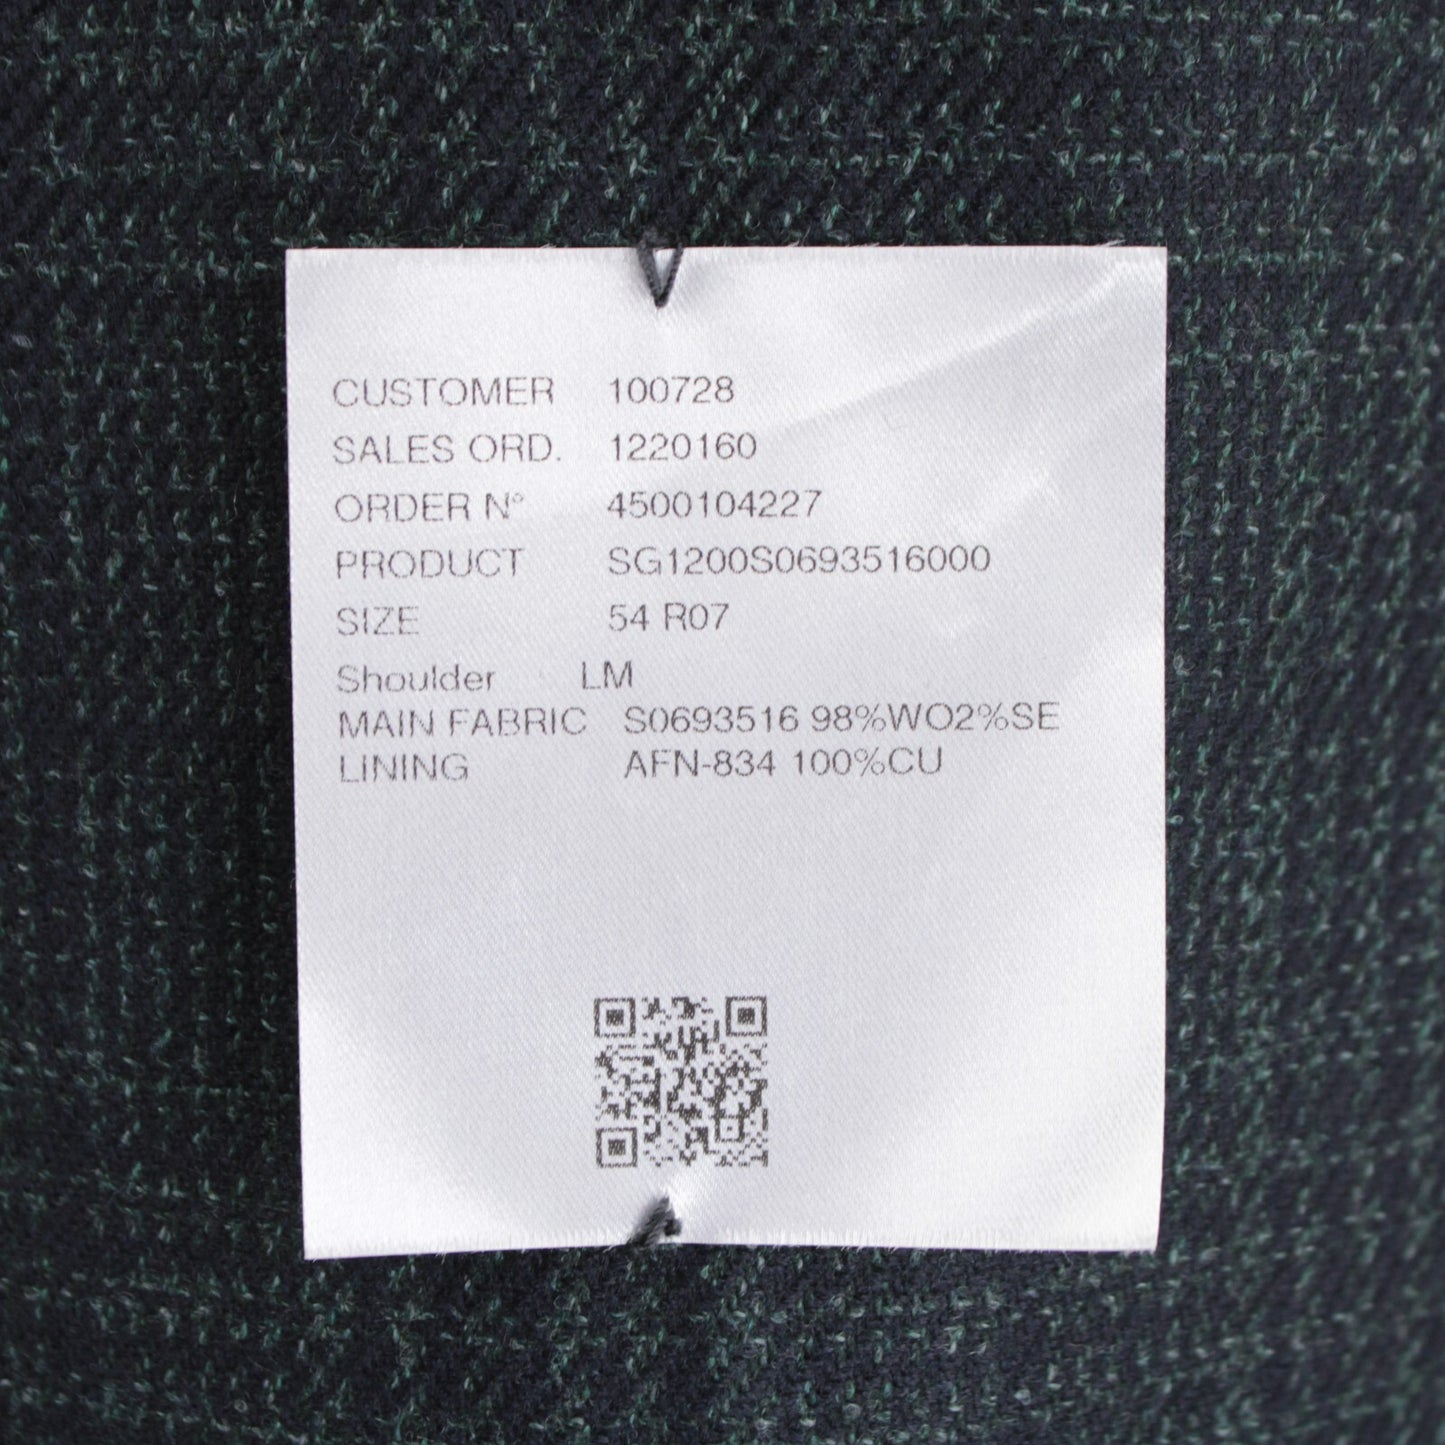 CUSTOMER 100728
SALES ORD. 1220160
ORDER N° 4500104227
PRODUCT SG1200S0693516000
SIZE 54 R07
Shoulder LM
MAIN FABRIC S0693516 98%WO2%SE
LINING AFN-834 100%CU